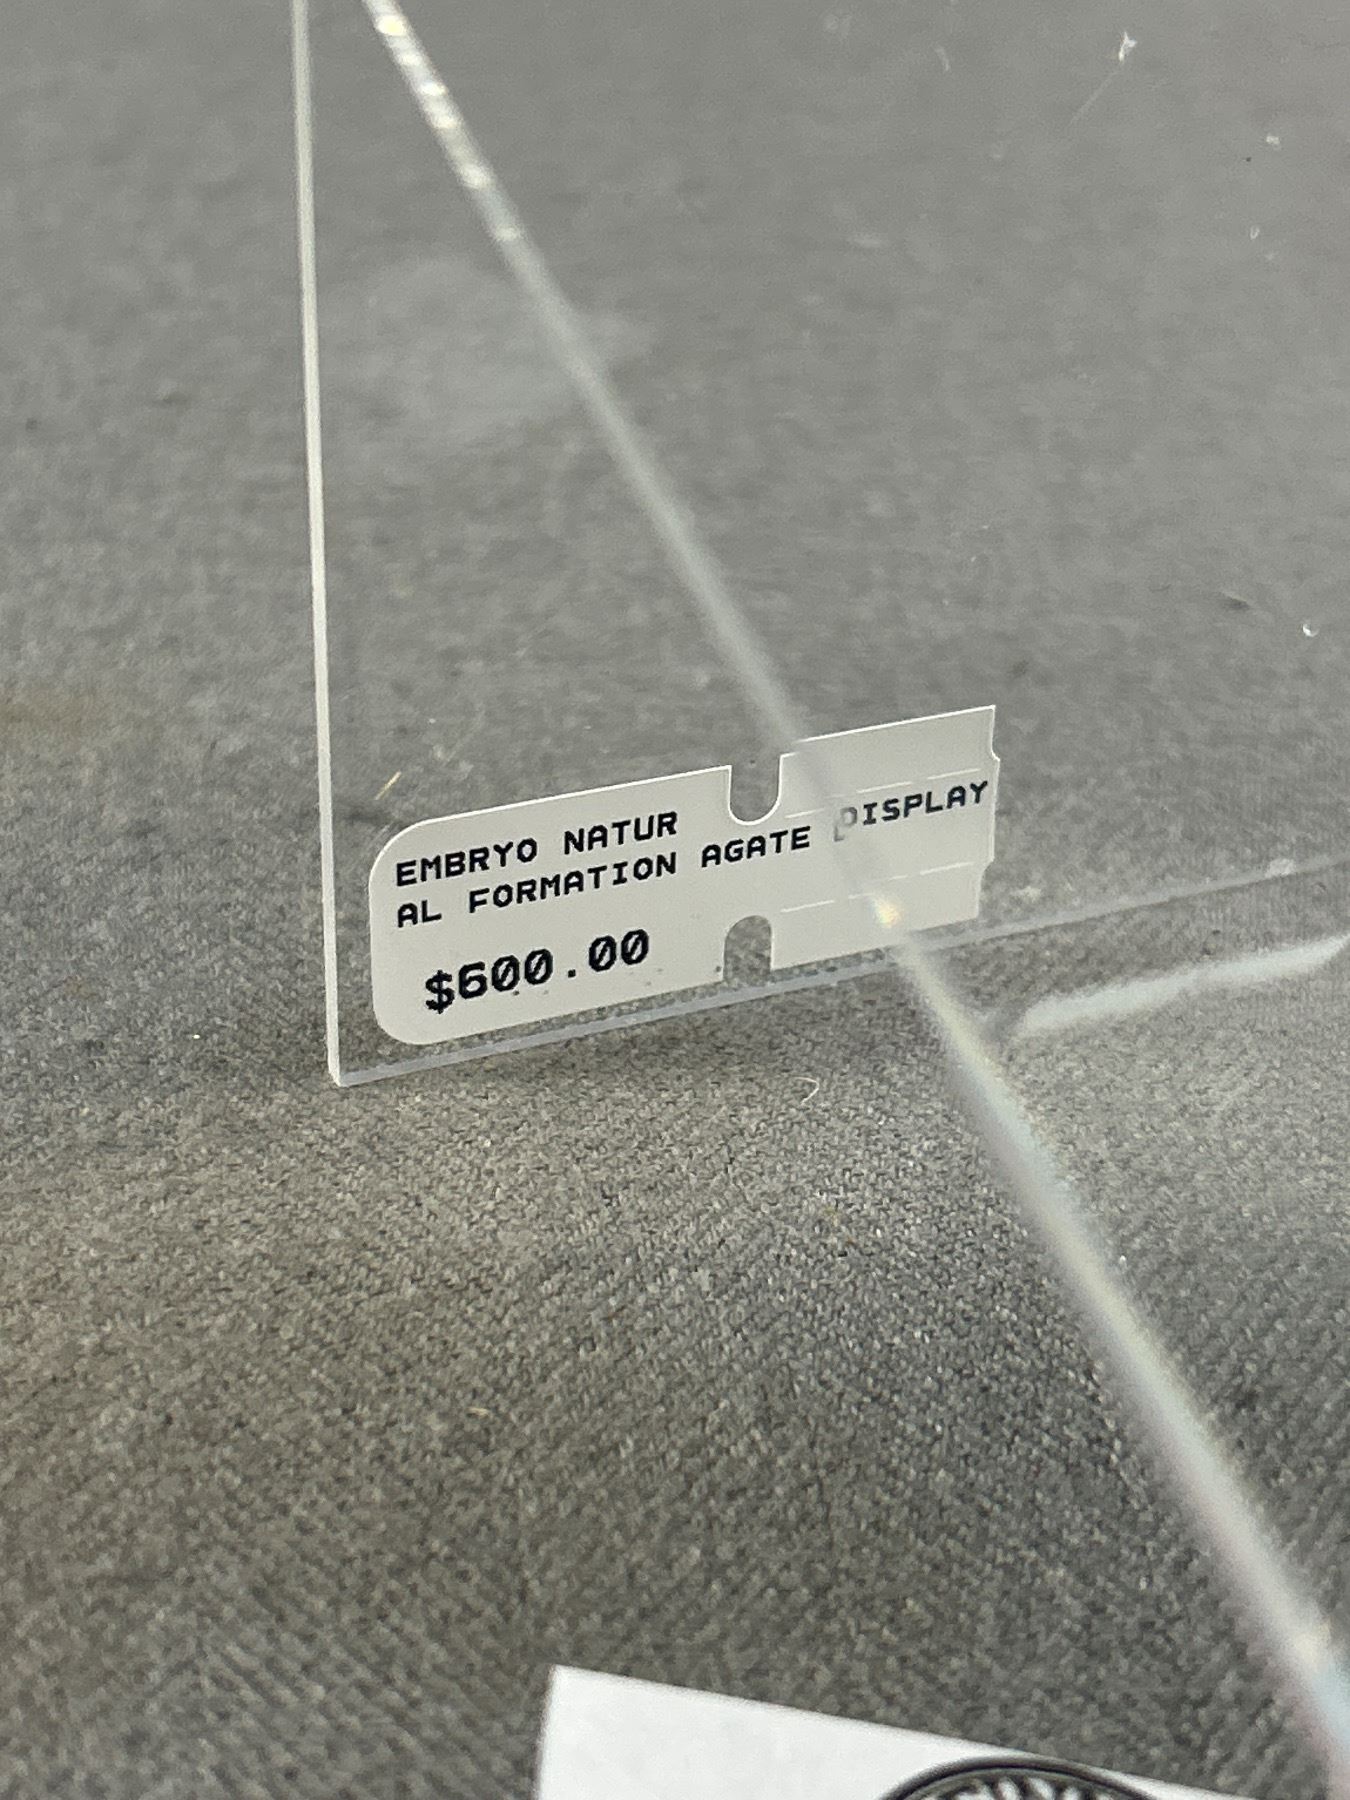 EMBRYO NATUR
AL FORMATION AGATE DISPLAY
$600.00